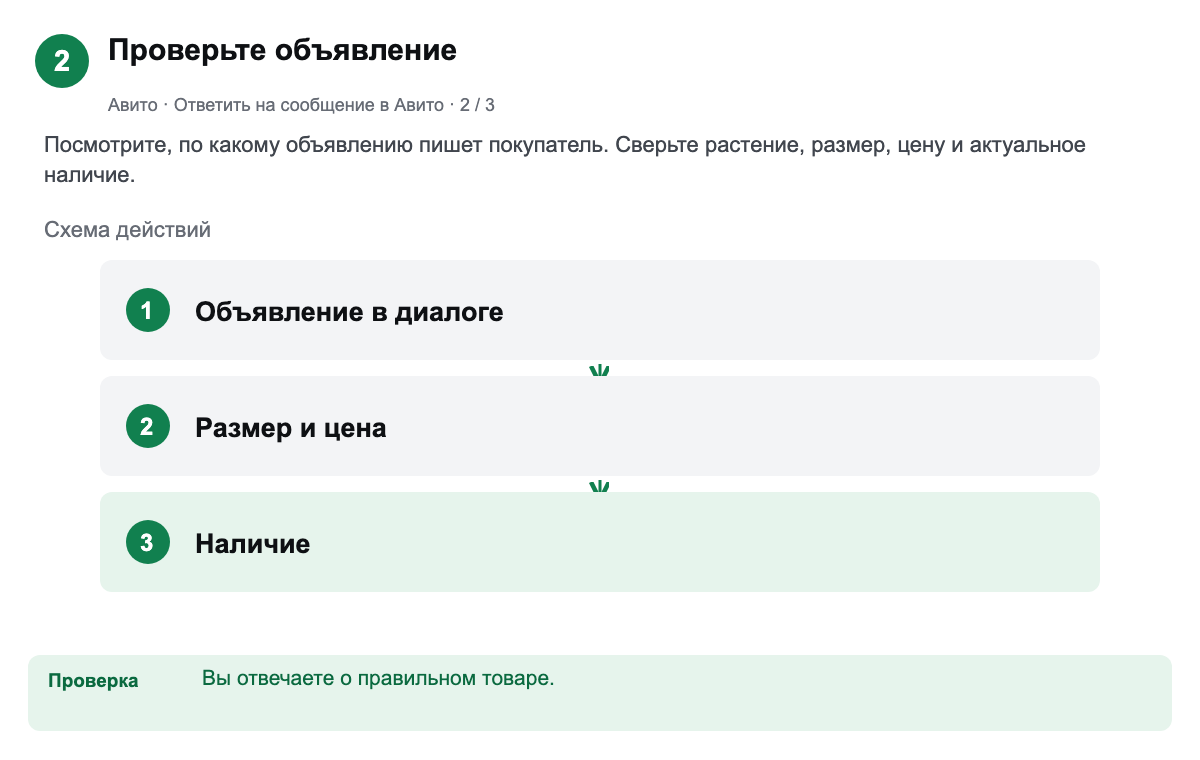 2
Проверьте объявление
Авито · Ответить на сообщение в Авито · 2 / 3
Посмотрите, по какому объявлению пишет покупатель. Сверьте растение, размер, цену и актуальное
наличие.
Схема действий
1 Объявление в диалоге
2 Размер и цена
3 Наличие
Проверка Вы отвечаете о правильном товаре.